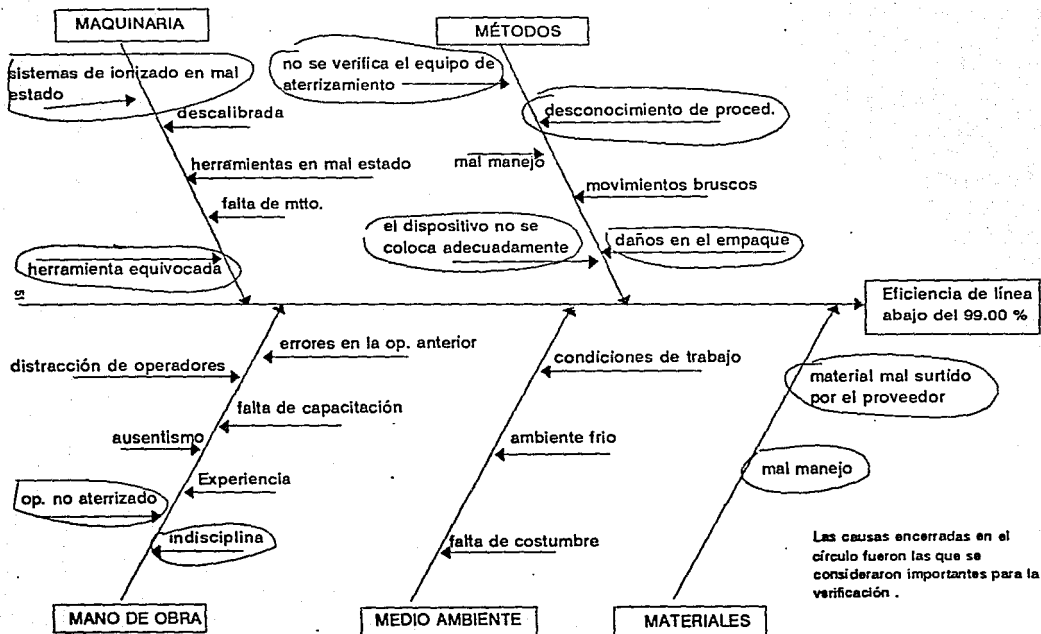 MAQUINARIA
sistemas de ionizado en mal
estado
descalibrada
herramientas en mal estado
falta de mtto.
herramienta equivocada
MÉTODOS
no se verifica el equipo de
aterrizamiento
desconocimiento de proced.
mal manejo
movimientos bruscos
el dispositivo no se
coloca adecuadamente
daños en el empaque
51
Eficiencia de línea
abajo del 99.00 %
errores en la op. anterior
distracción de operadores
falta de capacitación
ausentismo
Experiencia
op. no aterrizado
indisciplina
MANO DE OBRA
condiciones de trabajo
ambiente frio
falta de costumbre
MEDIO AMBIENTE
material mal surtido
por el proveedor
mal manejo
MATERIALES
Las causas encerradas en el
círculo fueron las que se
consideraron importantes para la
verificación .